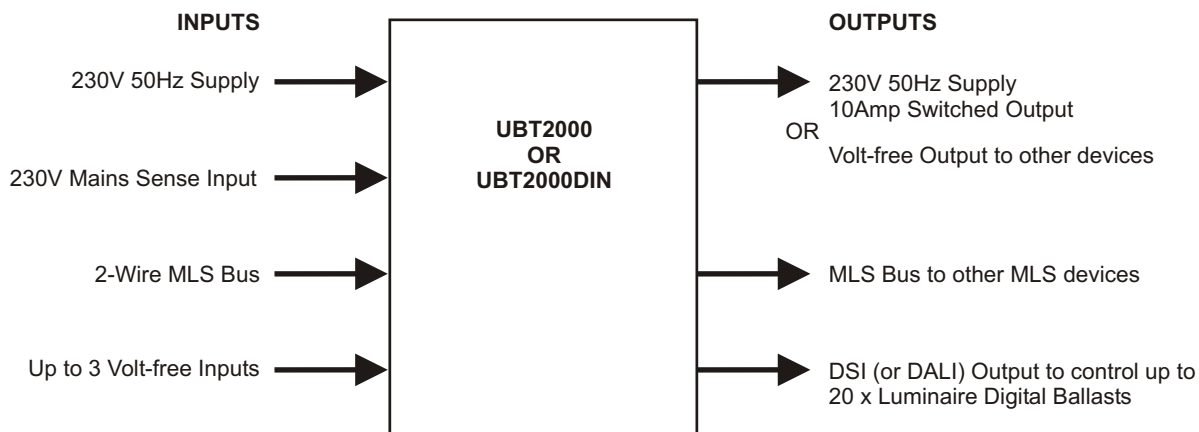 INPUTS
230V 50Hz Supply
230V Mains Sense Input
2-Wire MLS Bus
Up to 3 Volt-free Inputs
UBT2000
OR
UBT2000DIN
OUTPUTS
230V 50Hz Supply
10Amp Switched Output
OR
Volt-free Output to other devices
MLS Bus to other MLS devices
DSI (or DALI) Output to control up to
20 x Luminaire Digital Ballasts